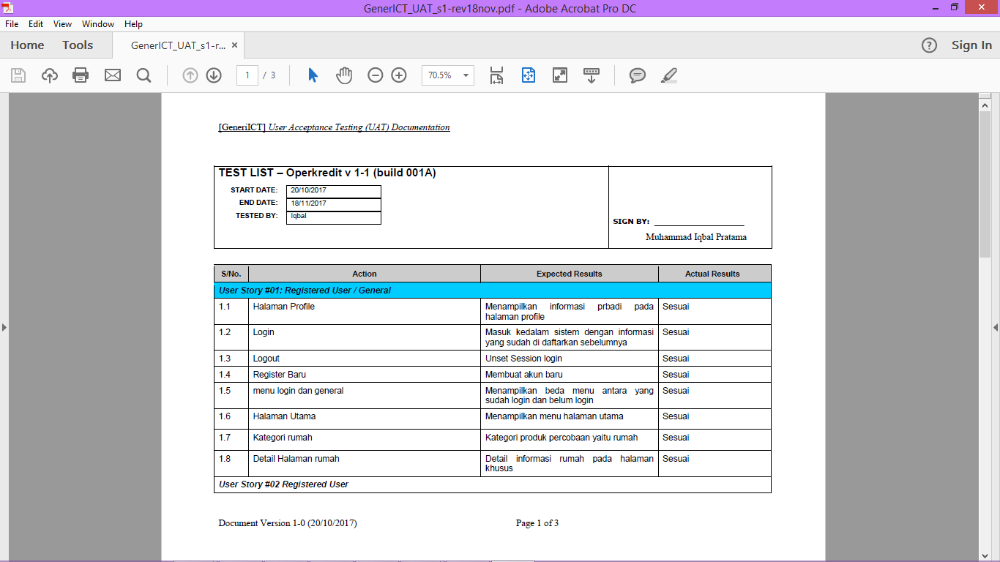 GenerICT_UAT_s1-rev18nov.pdf - Adobe Acrobat Pro DC
File Edit View Window Help
Home Tools GenerICT_UAT_s1-r... × ? Sign In
1 / 3 70.5%
[GeneriICT] User Acceptance Testing (UAT) Documentation
TEST LIST – Operkredit v 1-1 (build 001A)
START DATE: 20/10/2017
END DATE: 18/11/2017
TESTED BY: Iqbal
SIGN BY: ____________________
Muhammad Iqbal Pratama
S/No. Action Expected Results Actual Results
User Story #01: Registered User / General
1.1 Halaman Profile Menampilkan informasi prbadi pada Sesuai
halaman profile
1.2 Login Masuk kedalam sistem dengan informasi Sesuai
yang sudah di daftarkan sebelumnya
1.3 Logout Unset Session login Sesuai
1.4 Register Baru Membuat akun baru Sesuai
1.5 menu login dan general Menampilkan beda menu antara yang Sesuai
sudah login dan belum login
1.6 Halaman Utama Menampilkan menu halaman utama Sesuai
1.7 Kategori rumah Kategori produk percobaan yaitu rumah Sesuai
1.8 Detail Halaman rumah Detail informasi rumah pada halaman Sesuai
khusus
User Story #02 Registered User
Document Version 1-0 (20/10/2017) Page 1 of 3